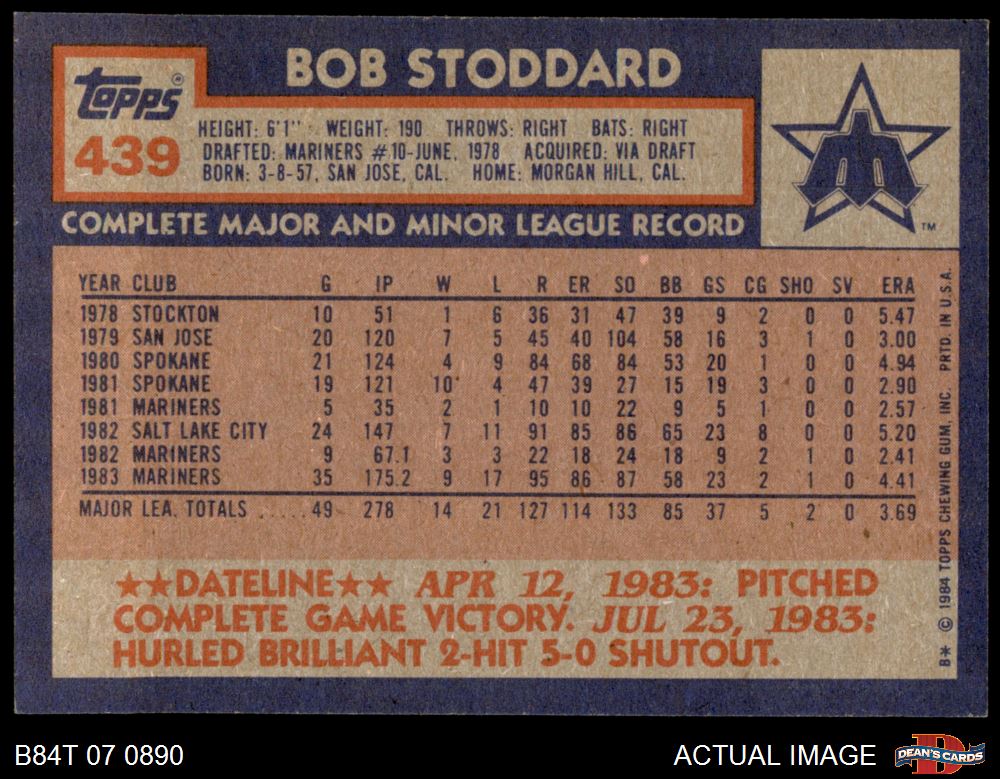 BOB STODDARD
topps®
439
HEIGHT: 6'1" WEIGHT: 190 THROWS: RIGHT BATS: RIGHT
DRAFTED: MARINERS #10-JUNE, 1978 ACQUIRED: VIA DRAFT
BORN: 3-8-57, SAN JOSE, CAL. HOME: MORGAN HILL, CAL.
TM
COMPLETE MAJOR AND MINOR LEAGUE RECORD
YEAR CLUB G IP W L R ER SO BB GS CG SHO SV ERA
1978 STOCKTON 10 51 1 6 36 31 47 39 9 2 0 0 5.47
1979 SAN JOSE 20 120 7 5 45 40 104 58 16 3 1 0 3.00
1980 SPOKANE 21 124 4 9 84 68 84 53 20 1 0 0 4.94
1981 SPOKANE 19 121 10 4 47 39 27 15 19 3 0 0 2.90
1981 MARINERS 5 35 2 1 10 10 22 9 5 1 0 0 2.57
1982 SALT LAKE CITY 24 147 7 11 91 85 86 65 23 8 0 0 5.20
1982 MARINERS 9 67.1 3 3 22 18 24 18 9 2 1 0 2.41
1983 MARINERS 35 175.2 9 17 95 86 87 58 23 2 1 0 4.41
MAJOR LEA. TOTALS ......49 278 14 21 127 114 133 85 37 5 2 0 3.69
★★DATELINE★★ APR 12, 1983: PITCHED
COMPLETE GAME VICTORY. JUL 23, 1983:
HURLED BRILLIANT 2-HIT 5-0 SHUTOUT.
B* © 1984 TOPPS CHEWING GUM, INC. PRTD. IN U.S.A.
B84T 07 0890
ACTUAL IMAGE
DEAN'S CARDS